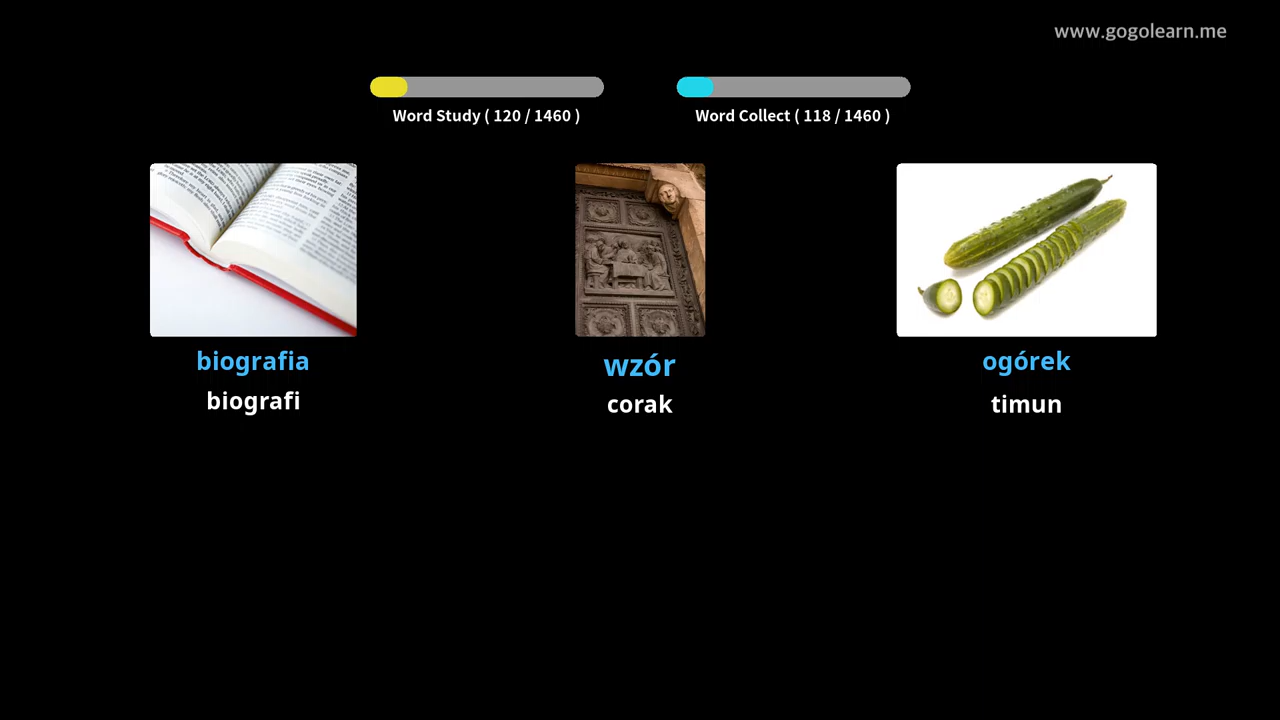 www.gogolearn.me
Word Study ( 120 / 1460 )
Word Collect ( 118 / 1460 )
biografia
biografi
wzór
corak
ogórek
timun